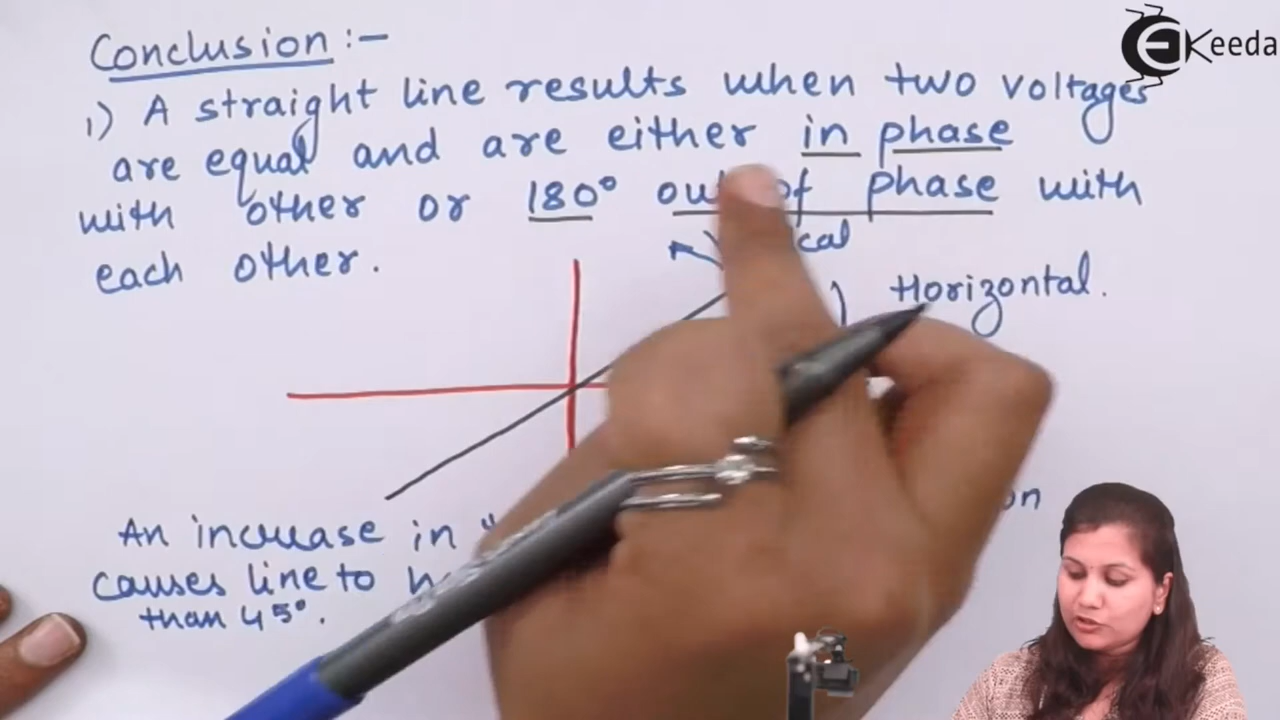 Keeda
Conclusion :-
1) A straight line results when two voltages
are equal and are either in phase
with other or 180° out of phase with
each other.
Horizontal.
An increase in
causes line to
than 45°.